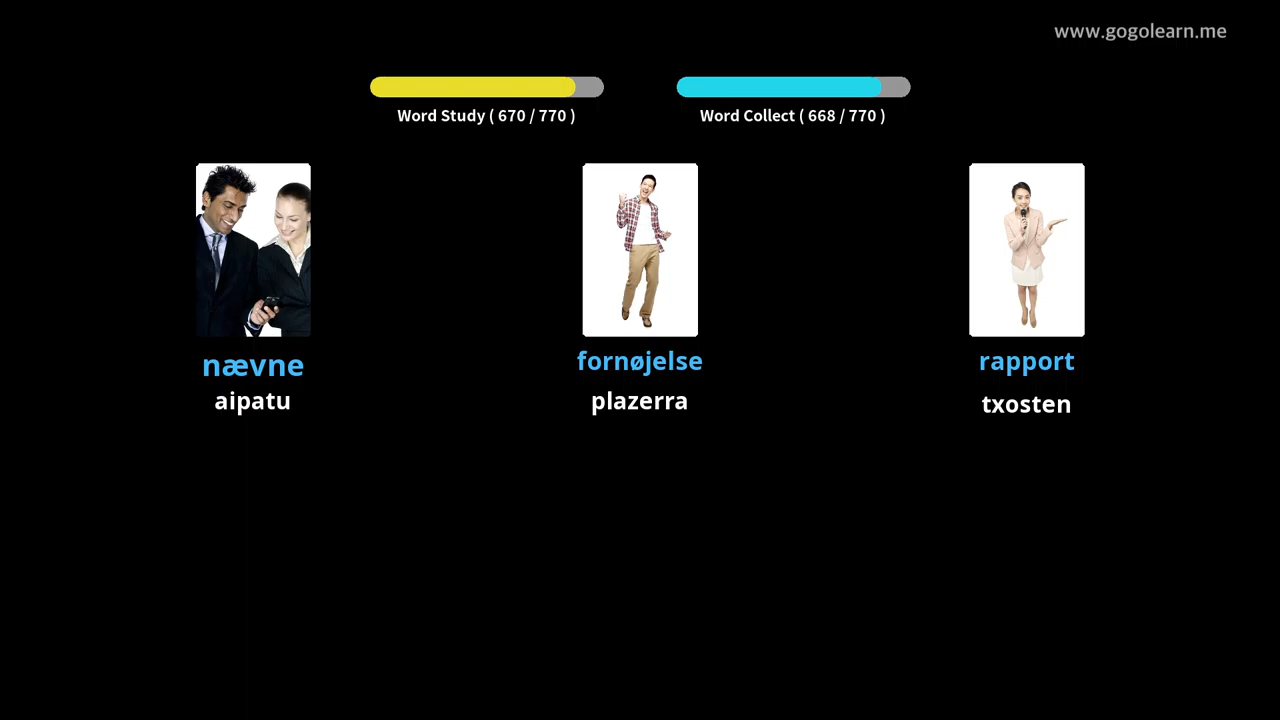 www.gogolearn.me
Word Study ( 670 / 770 )
Word Collect ( 668 / 770 )
nævne
fornøjelse
rapport
aipatu
plazerra
txosten